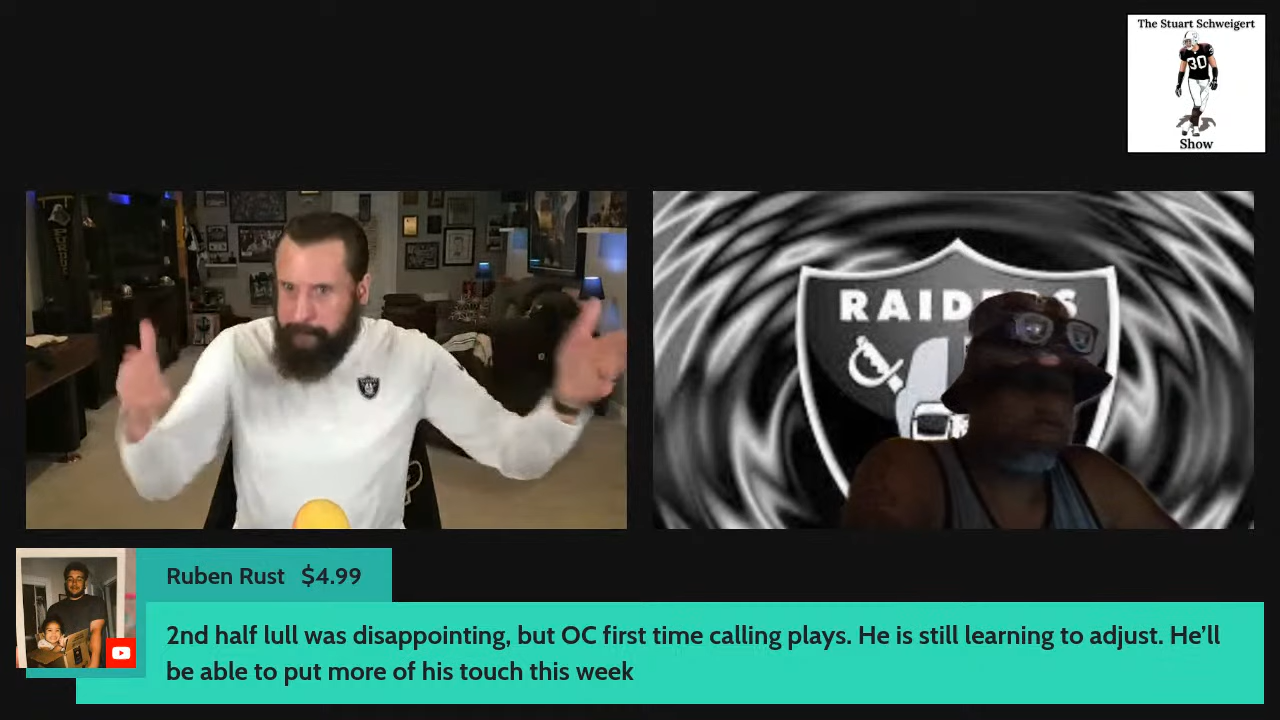 The Stuart Schweigert
30
Show
PURDUE
RAIDERS
Ruben Rust $4.99
2nd half lull was disappointing, but OC first time calling plays. He is still learning to adjust. He'll
be able to put more of his touch this week